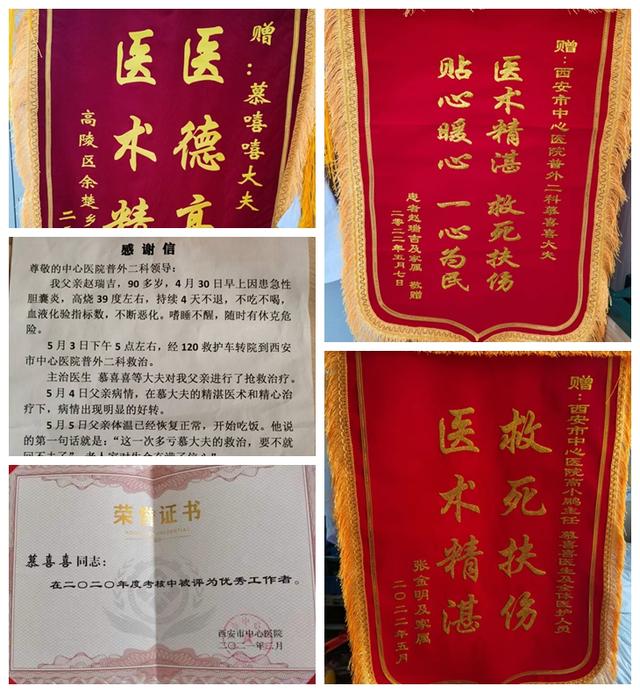 赠:慕嘻嘻大夫
医德高
医术精
高陵区余楚乡
赠:西安市中心医院普外二科慕喜喜大夫
医术精湛 救死扶伤
贴心暖心 一心为民
患者赵瑞吉及家属 敬赠
二零二二年五月七日
感谢信
尊敬的中心医院普外二科领导:
我父亲赵瑞吉，90 多岁，4 月 30 日早上因患急性
胆囊炎，高烧 39 度左右，持续 4 天不退，不吃不喝，
血液化验指标数，不断恶化。嗜睡不醒，随时有休克危
险。
5 月 3 日下午 5 点左右，经 120 救护车转院到西安
市中心医院普外二科救治。
主治医生 慕喜喜等大夫对我父亲进行了抢救治疗。
5 月 4 日父亲病情，在慕大夫的精湛医术和精心治
疗下，病情出现明显的好转。
5 月 5 日父亲体温已经恢复正常，开始吃饭。他说
的第一句话就是：“这一次多亏慕大夫的救治，要不就
荣誉证书
慕喜喜同志:
在二〇二〇年度考核中被评为优秀工作者。
西安市中心医院
二〇二一年二月
赠:西安市中心医院高小鹏主任 慕喜喜医生及全体医护人员
救死扶伤
医术精湛
张金明及家属
二〇二二年五月